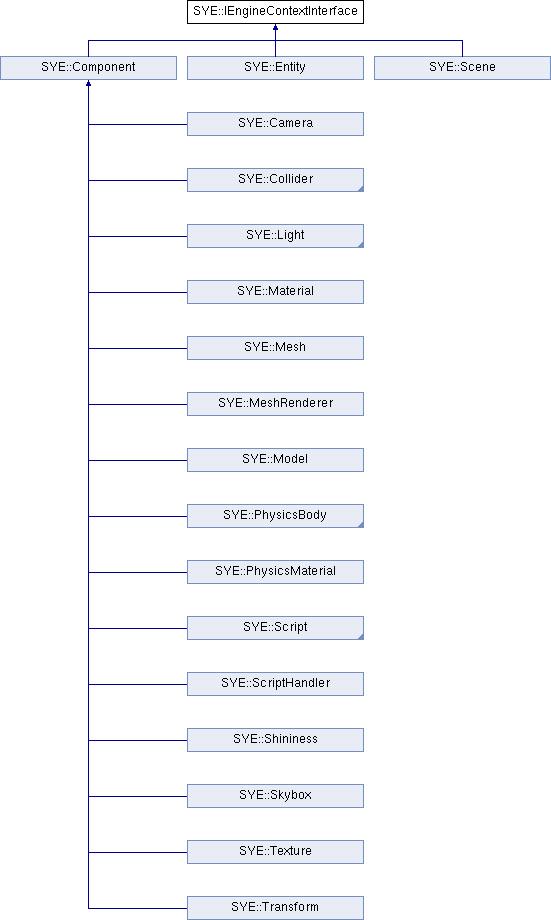 SYE::IEngineContextInterface
SYE::Component
SYE::Entity
SYE::Scene
SYE::Camera
SYE::Collider
SYE::Light
SYE::Material
SYE::Mesh
SYE::MeshRenderer
SYE::Model
SYE::PhysicsBody
SYE::PhysicsMaterial
SYE::Script
SYE::ScriptHandler
SYE::Shininess
SYE::Skybox
SYE::Texture
SYE::Transform